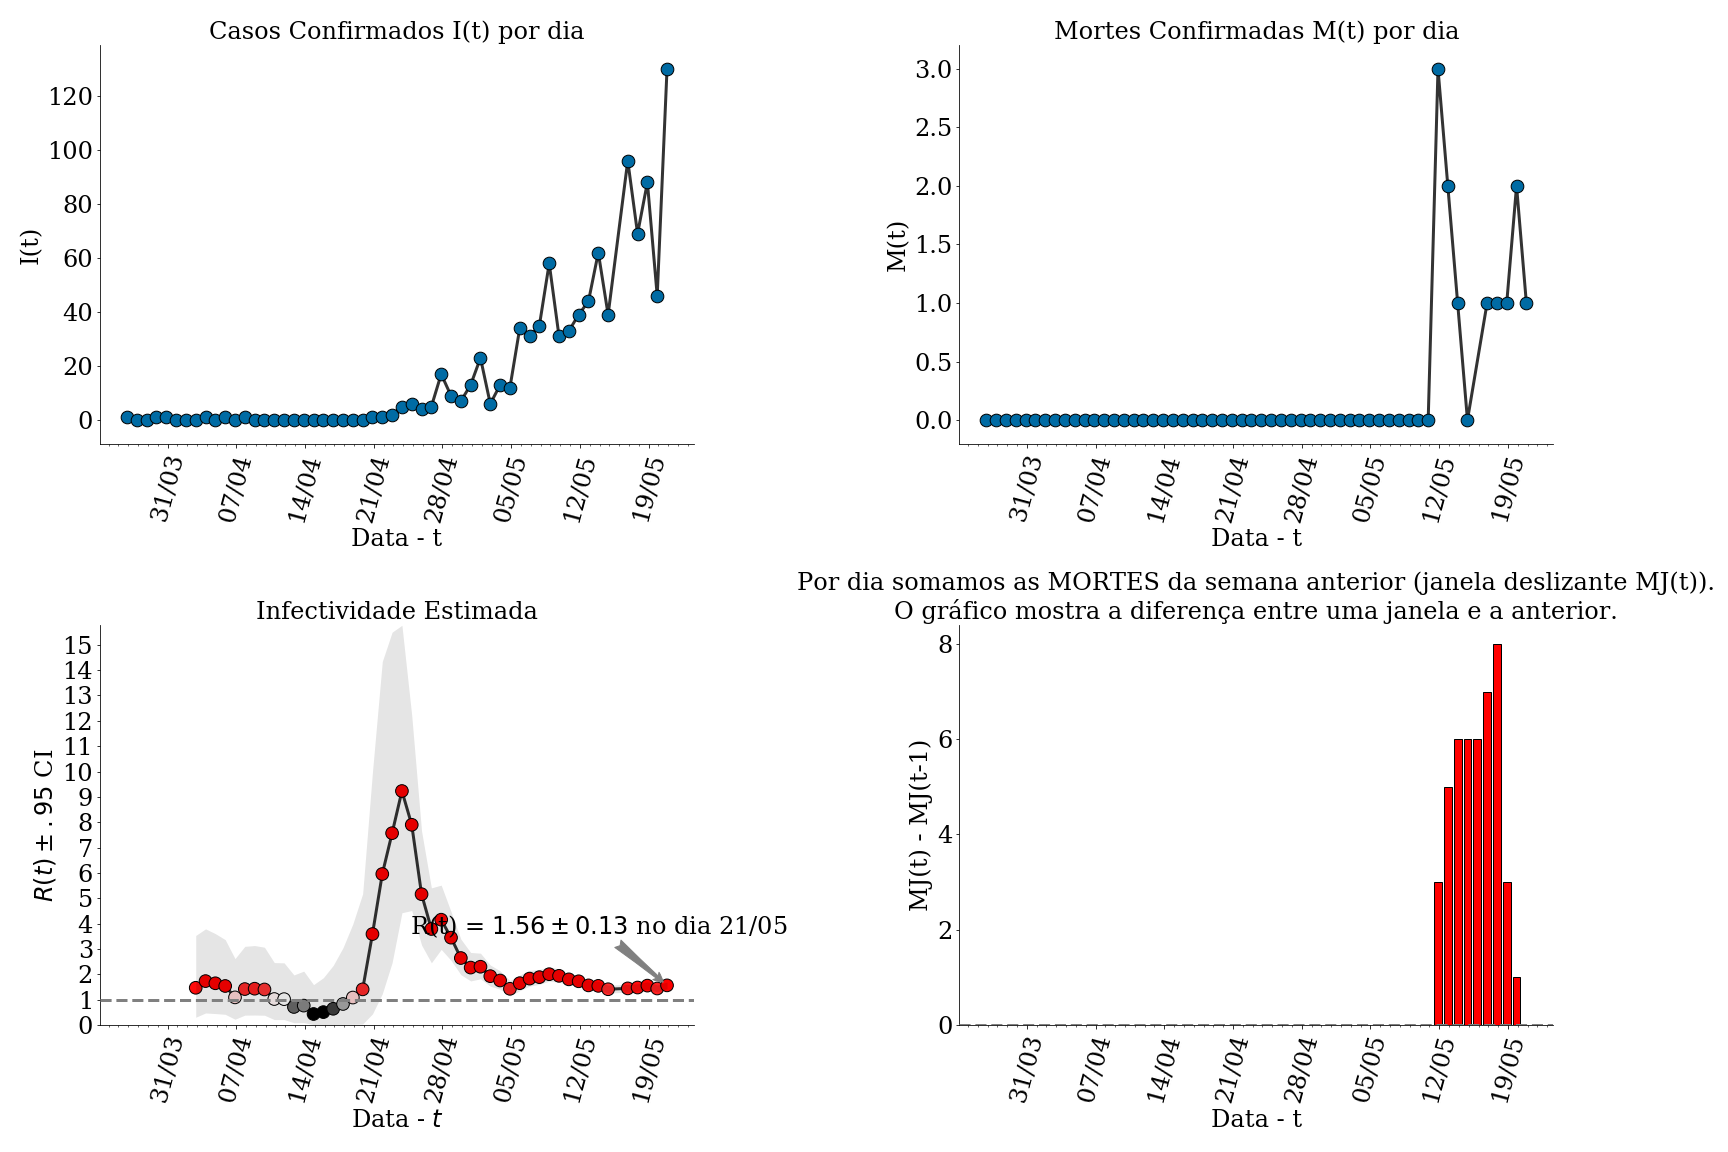 Casos Confirmados I(t) por dia
I(t)
120
100
80
60
40
20
0
31/03 07/04 14/04 21/04 28/04 05/05 12/05 19/05
Data - t
Mortes Confirmadas M(t) por dia
M(t)
3.0
2.5
2.0
1.5
1.0
0.5
0.0
31/03 07/04 14/04 21/04 28/04 05/05 12/05 19/05
Data - t
Infectividade Estimada
R(t) ± .95 CI
15
14
13
12
11
10
9
8
7
6
5
4
3
2
1
0
R(t) = 1.56 ± 0.13 no dia 21/05
31/03 07/04 14/04 21/04 28/04 05/05 12/05 19/05
Data - t
Por dia somamos as MORTES da semana anterior (janela deslizante MJ(t)).
O gráfico mostra a diferença entre uma janela e a anterior.
MJ(t) - MJ(t-1)
8
6
4
2
0
31/03 07/04 14/04 21/04 28/04 05/05 12/05 19/05
Data - t